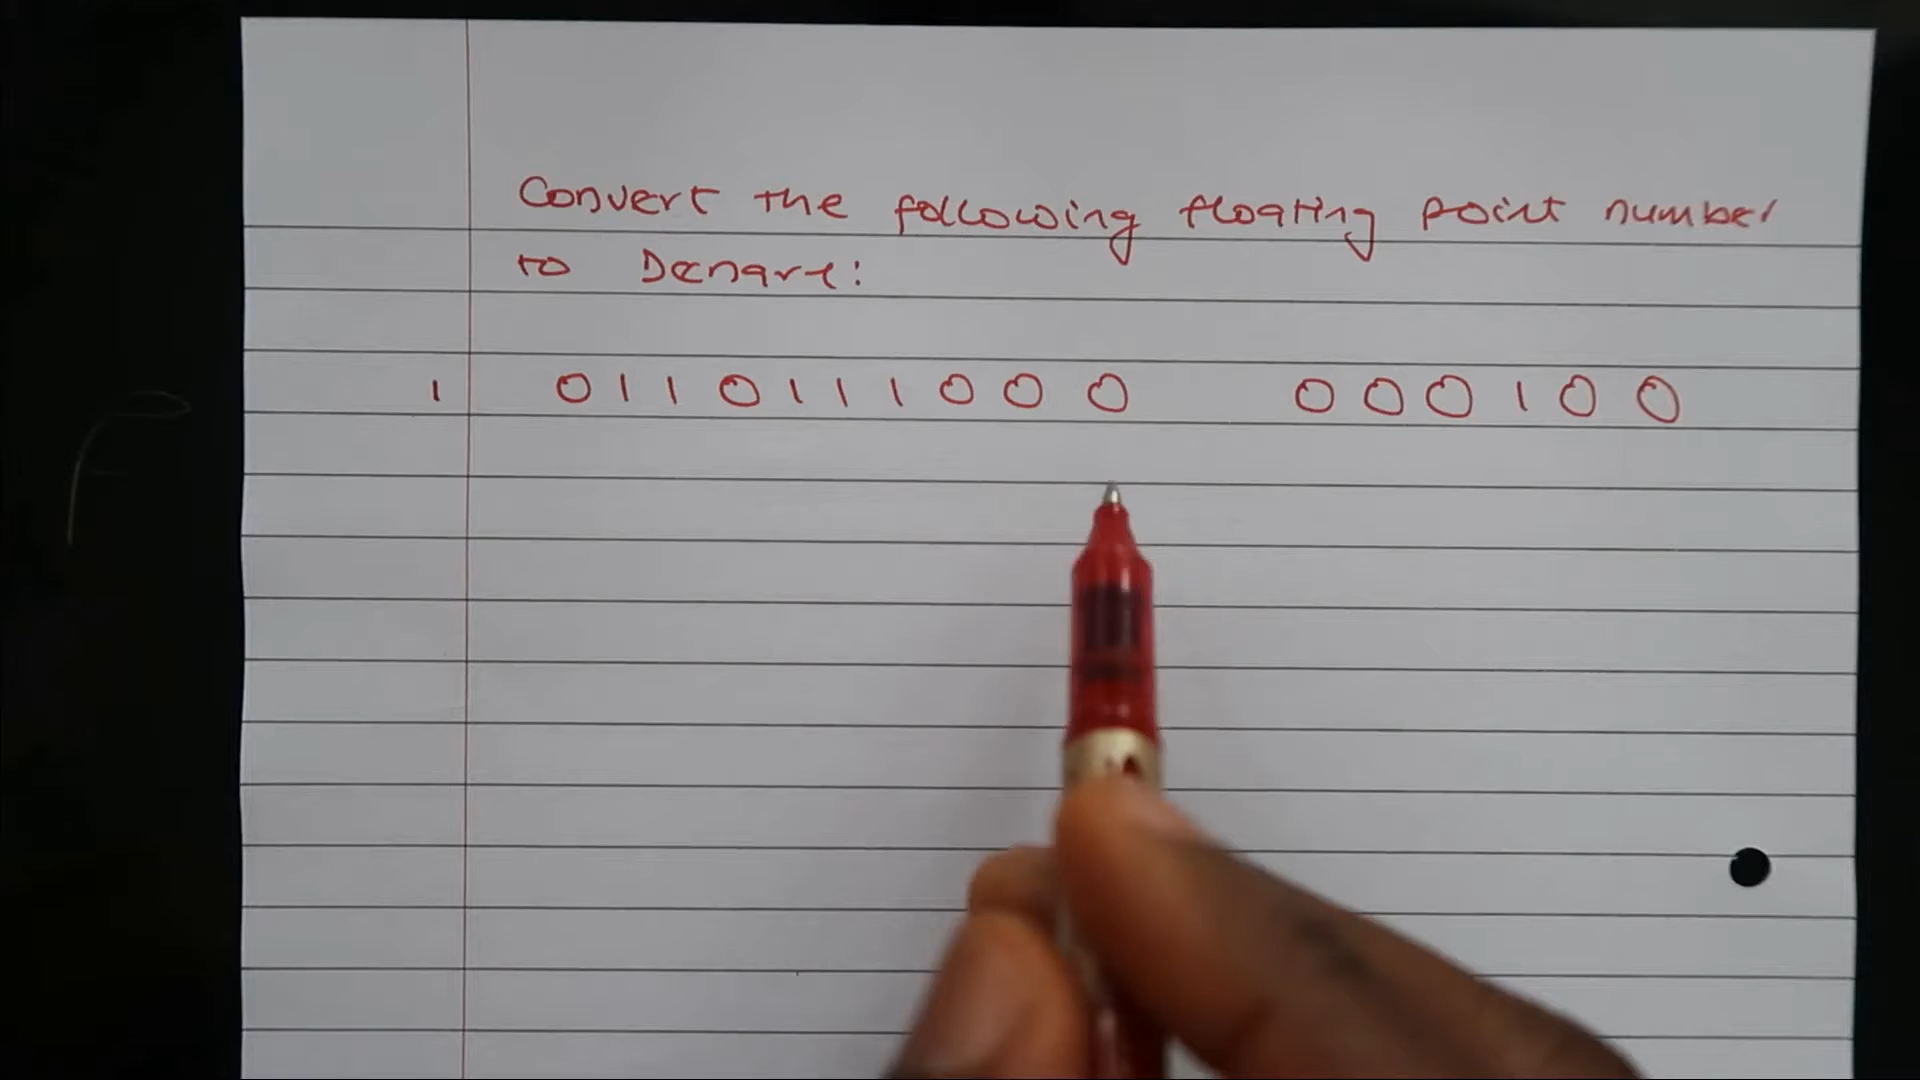 Convert the following floating point number
to Denary:
1 0110111000 000100